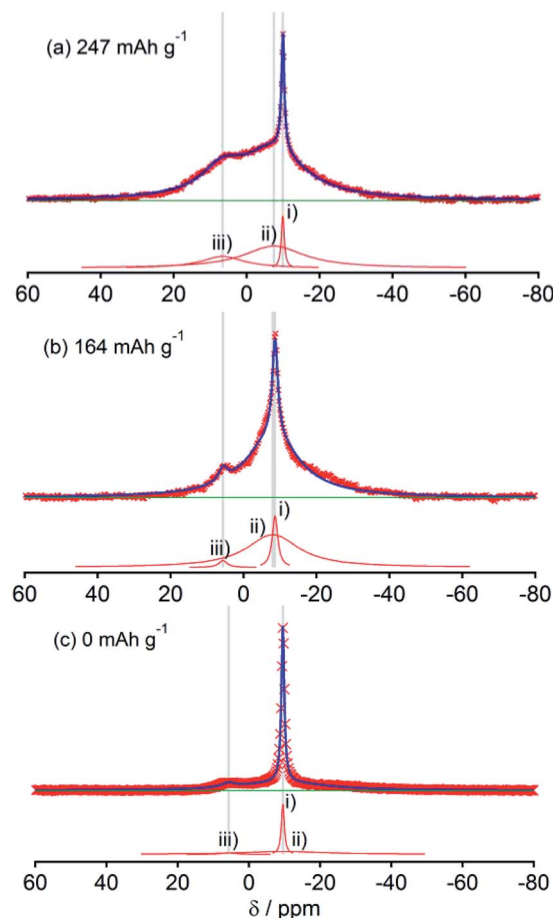 (a) 247 mAh g⁻¹
i)
ii)
iii)
60 40 20 0 -20 -40 -60 -80
(b) 164 mAh g⁻¹
i)
ii)
iii)
60 40 20 0 -20 -40 -60 -80
(c) 0 mAh g⁻¹
i)
iii) ii)
60 40 20 0 -20 -40 -60 -80
δ / ppm